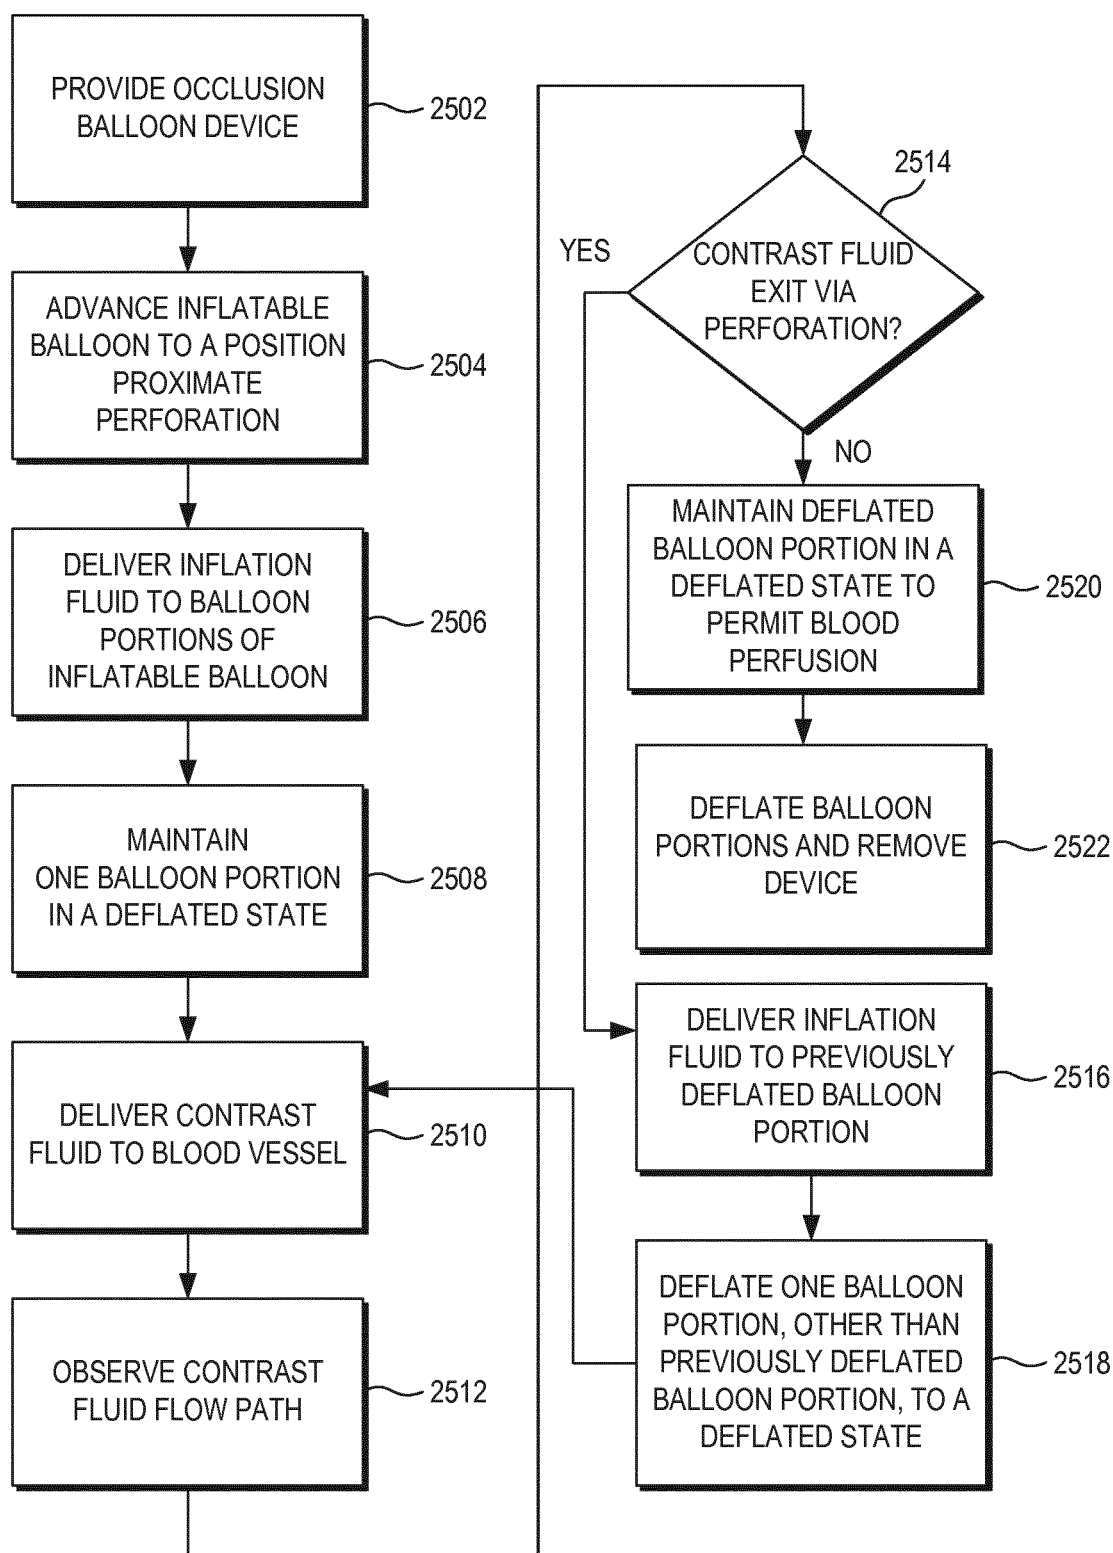 PROVIDE OCCLUSION
BALLOON DEVICE
2502
ADVANCE INFLATABLE
BALLOON TO A POSITION
PROXIMATE
PERFORATION
2504
DELIVER INFLATION
FLUID TO BALLOON
PORTIONS OF
INFLATABLE BALLOON
2506
MAINTAIN
ONE BALLOON PORTION
IN A DEFLATED STATE
2508
DELIVER CONTRAST
FLUID TO BLOOD VESSEL
2510
OBSERVE CONTRAST
FLUID FLOW PATH
2512
2514
CONTRAST FLUID
EXIT VIA
PERFORATION?
YES
NO
MAINTAIN DEFLATED
BALLOON PORTION IN A
DEFLATED STATE TO
PERMIT BLOOD
PERFUSION
2520
DEFLATE BALLOON
PORTIONS AND REMOVE
DEVICE
2522
DELIVER INFLATION
FLUID TO PREVIOUSLY
DEFLATED BALLOON
PORTION
2516
DEFLATE ONE BALLOON
PORTION, OTHER THAN
PREVIOUSLY DEFLATED
BALLOON PORTION, TO A
DEFLATED STATE
2518